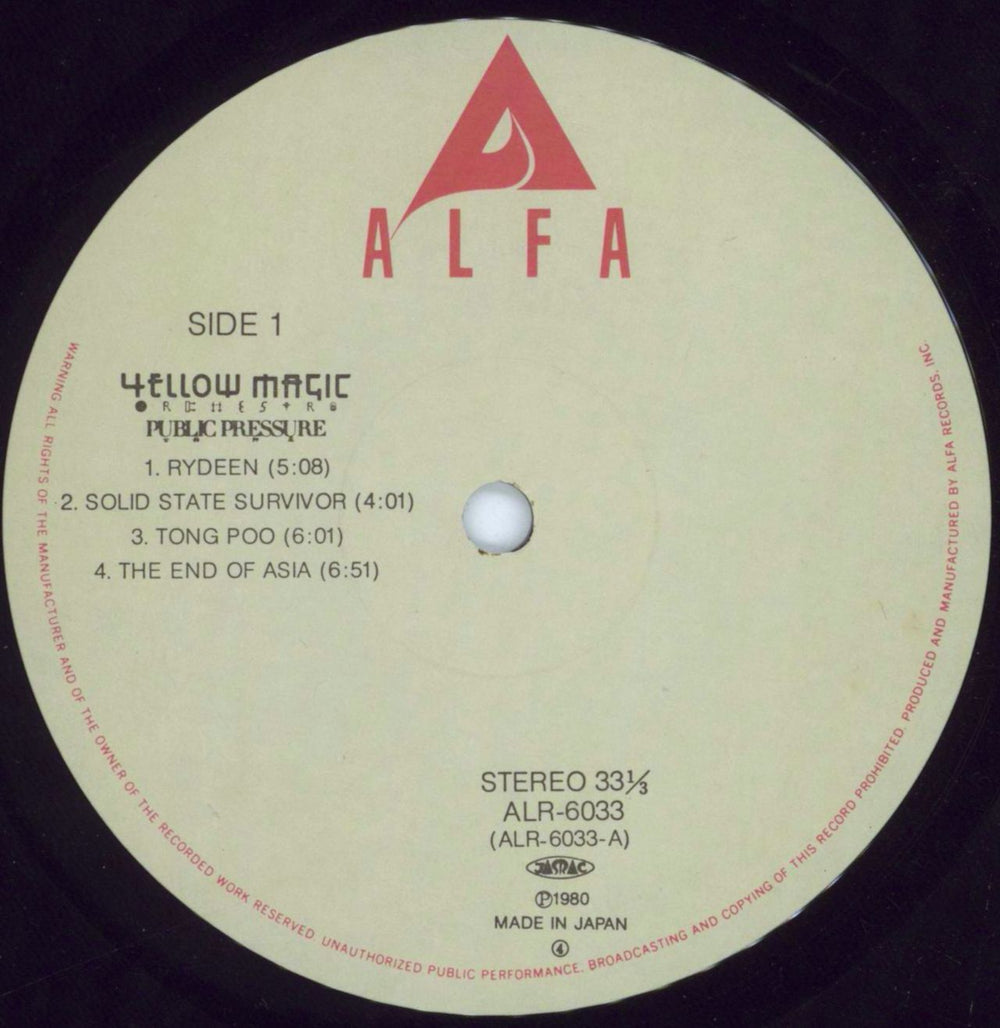 ALFA
SIDE 1
YELLOW MAGIC
ORCHESTRA
PUBLIC PRESSURE
1. RYDEEN (5:08)
2. SOLID STATE SURVIVOR (4:01)
3. TONG POO (6:01)
4. THE END OF ASIA (6:51)
STEREO 33⅓
ALR-6033
(ALR-6033-A)
JASRAC
Ⓟ1980
MADE IN JAPAN
④
WARNING ALL RIGHTS OF THE MANUFACTURER AND OF THE OWNER OF THE RECORDED WORK RESERVED UNAUTHORIZED PUBLIC PERFORMANCE. BROADCASTING AND COPYING OF THIS RECORD PROHIBITED. PRODUCED AND MANUFACTURED BY ALFA RECORDS, INC.